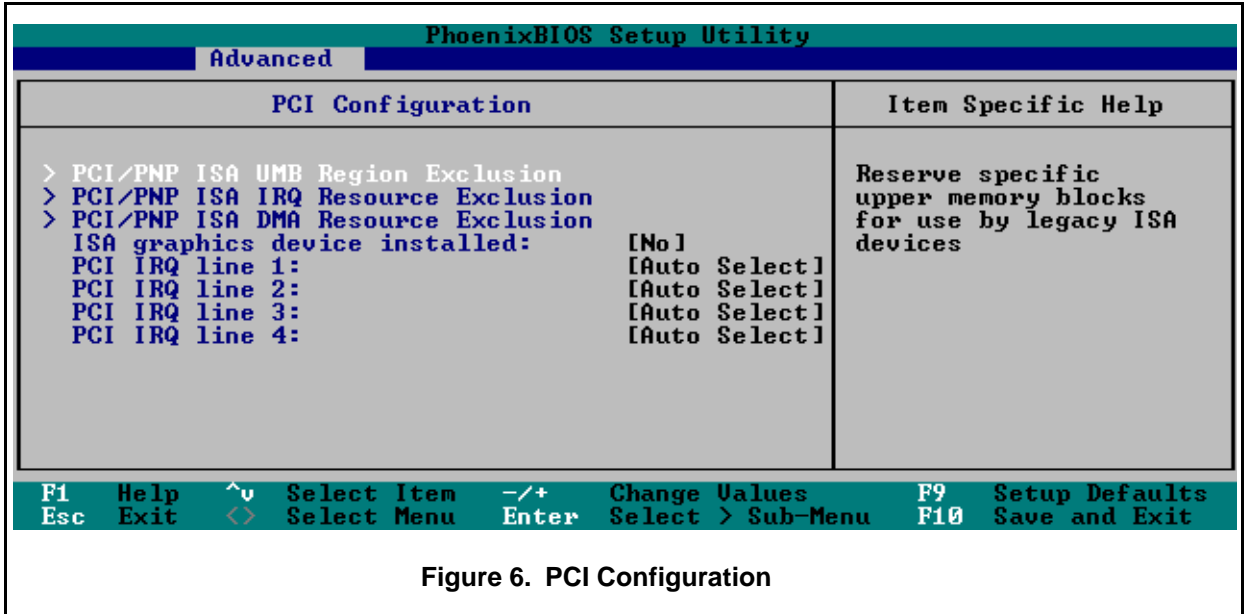 PhoenixBIOS Setup Utility
Advanced
PCI Configuration
Item Specific Help
> PCI/PNP ISA UMB Region Exclusion
> PCI/PNP ISA IRQ Resource Exclusion
> PCI/PNP ISA DMA Resource Exclusion
ISA graphics device installed: [No]
PCI IRQ line 1: [Auto Select]
PCI IRQ line 2: [Auto Select]
PCI IRQ line 3: [Auto Select]
PCI IRQ line 4: [Auto Select]
Reserve specific
upper memory blocks
for use by legacy ISA
devices
F1 Help ^v Select Item -/+ Change Values F9 Setup Defaults
Esc Exit <> Select Menu Enter Select > Sub-Menu F10 Save and Exit
Figure 6. PCI Configuration